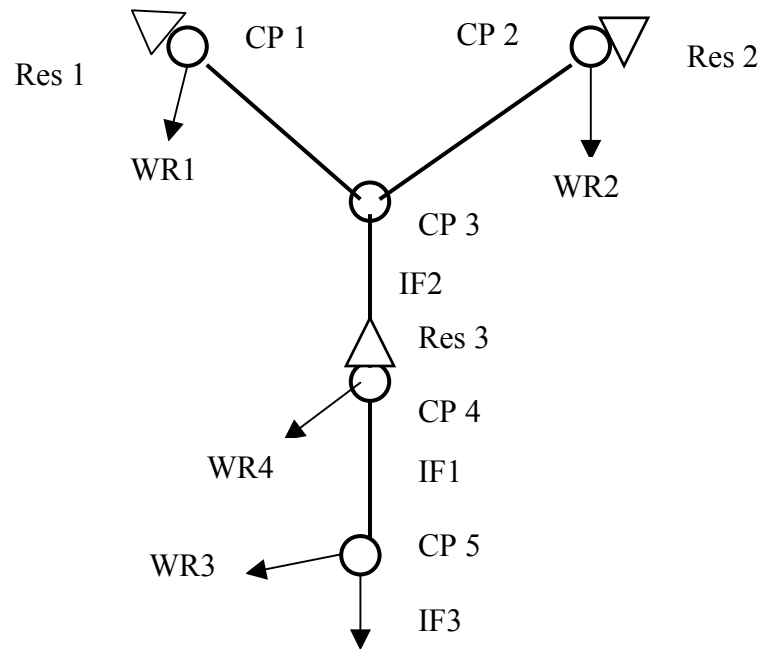 CP 1
CP 2
Res 1
Res 2
WR1
WR2
CP 3
IF2
Res 3
CP 4
WR4
IF1
CP 5
WR3
IF3